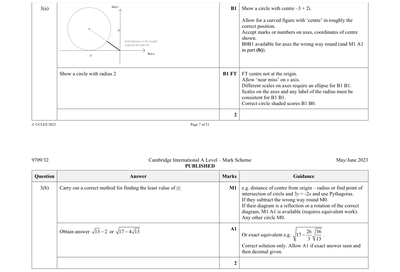 3(a)
Im(z)
Re(z)
B1
Show a circle with centre –3 + 2i.
Allow for a curved figure with 'centre' in roughly the
correct position.
Accept marks or numbers on axes, coordinates of centre
shown.
B0B1 available for axes the wrong way round (and M1 A1
in part (b)).
Show a circle with radius 2
B1 FT
FT centre not at the origin.
Allow 'near miss' on x axis.
Different scales on axes require an ellipse for B1 B1.
Scales on the axes and any label of the radius must be
consistent for B1 B1.
Correct circle shaded scores B1 B0.
2
© UCLES 2023
Page 7 of 21
9709/32
Cambridge International A Level – Mark Scheme
PUBLISHED
May/June 2023
Question
Answer
Marks
Guidance
3(b)
Carry out a correct method for finding the least value of |z|
M1
e.g. distance of centre from origin – radius or find point of
intersection of circle and 3y = –2x and use Pythagoras.
If they subtract the wrong way round M0.
If their diagram is a reflection or a rotation of the correct
diagram, M1 A1 is available (requires equivalent work).
Any other circle M0.
Obtain answer √13 – 2 or √(17 – 4√13)
A1
Correct solution only. Allow A1 if exact answer seen and
then decimal given.
2